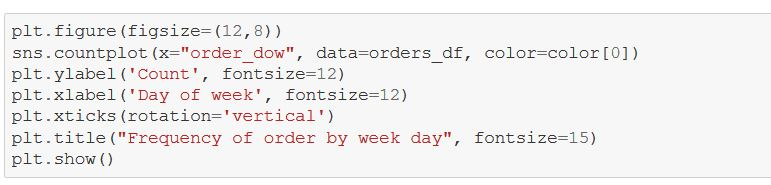 plt.figure(figsize=(12,8))
sns.countplot(x="order_dow", data=orders_df, color=color[0])
plt.ylabel('Count', fontsize=12)
plt.xlabel('Day of week', fontsize=12)
plt.xticks(rotation='vertical')
plt.title("Frequency of order by week day", fontsize=15)
plt.show()